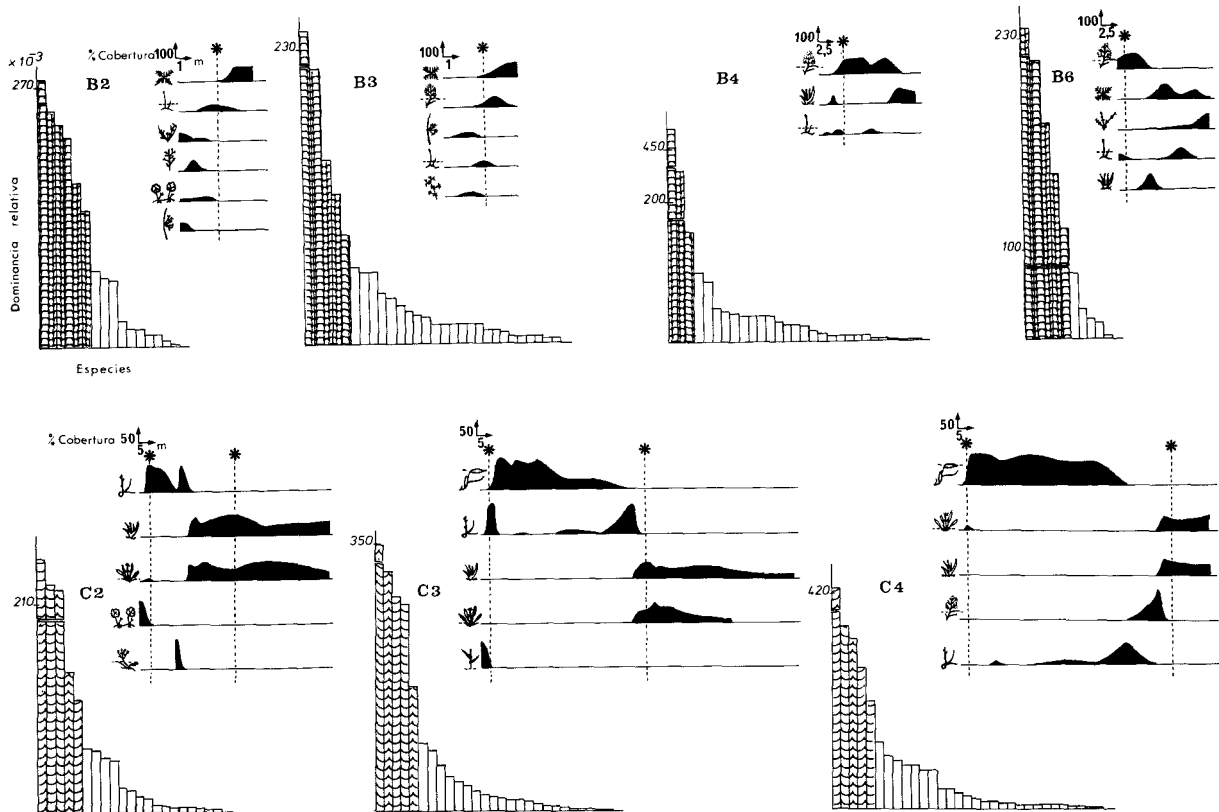 % Cobertura 100
1 m
× 10⁻³
270
B2
Dominancia relativa
Especies
230
B3
100
1
B4
100
2,5
450
200
230
B6
100
2,5
100
% Cobertura 50
5 m
210
C2
50
5
350
C3
50
5
420
C4